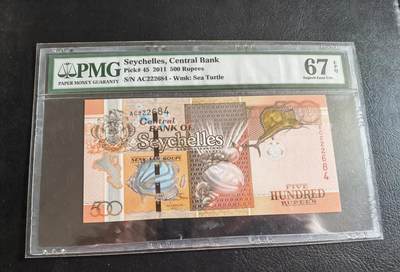 PMG
PAPER MONEY GUARANTY
Seychelles, Central Bank
Pick# 45 2011 500 Rupees
S/N AC222684 - Wmk: Sea Turtle
67 EPQ
Superb Gem Unc
AC222684
Central
BANK OF
Seychelles
500
FIVE
HUNDRED
RUPEES
AC222684